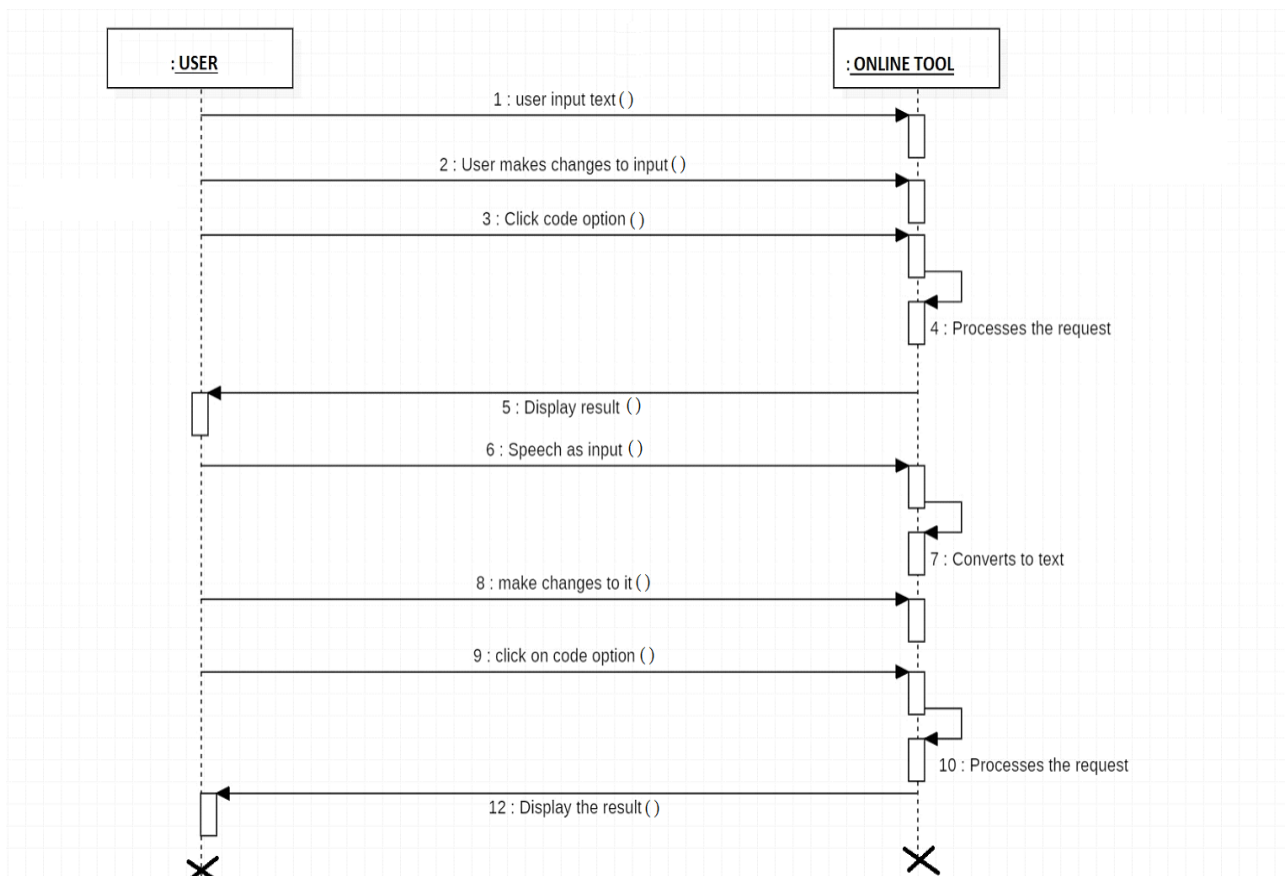 : USER
: ONLINE TOOL
1 : user input text ( )
2 : User makes changes to input ( )
3 : Click code option ( )
4 : Processes the request
5 : Display result ( )
6 : Speech as input ( )
7 : Converts to text
8 : make changes to it ( )
9 : click on code option ( )
10 : Processes the request
12 : Display the result ( )